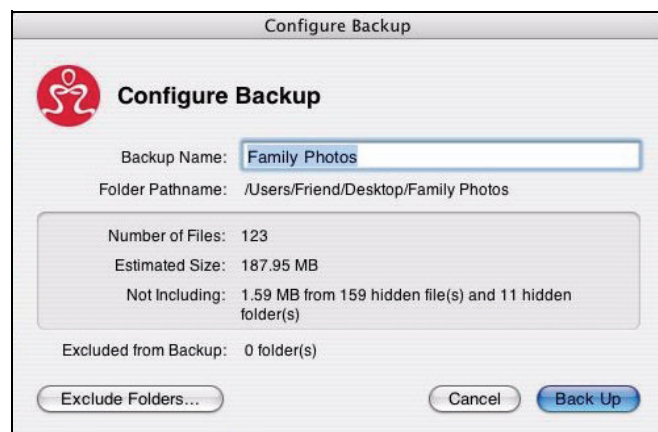 Configure Backup
Configure Backup
Backup Name: Family Photos
Folder Pathname: /Users/Friend/Desktop/Family Photos
Number of Files: 123
Estimated Size: 187.95 MB
Not Including: 1.59 MB from 159 hidden file(s) and 11 hidden
folder(s)
Excluded from Backup: 0 folder(s)
Exclude Folders... Cancel Back Up